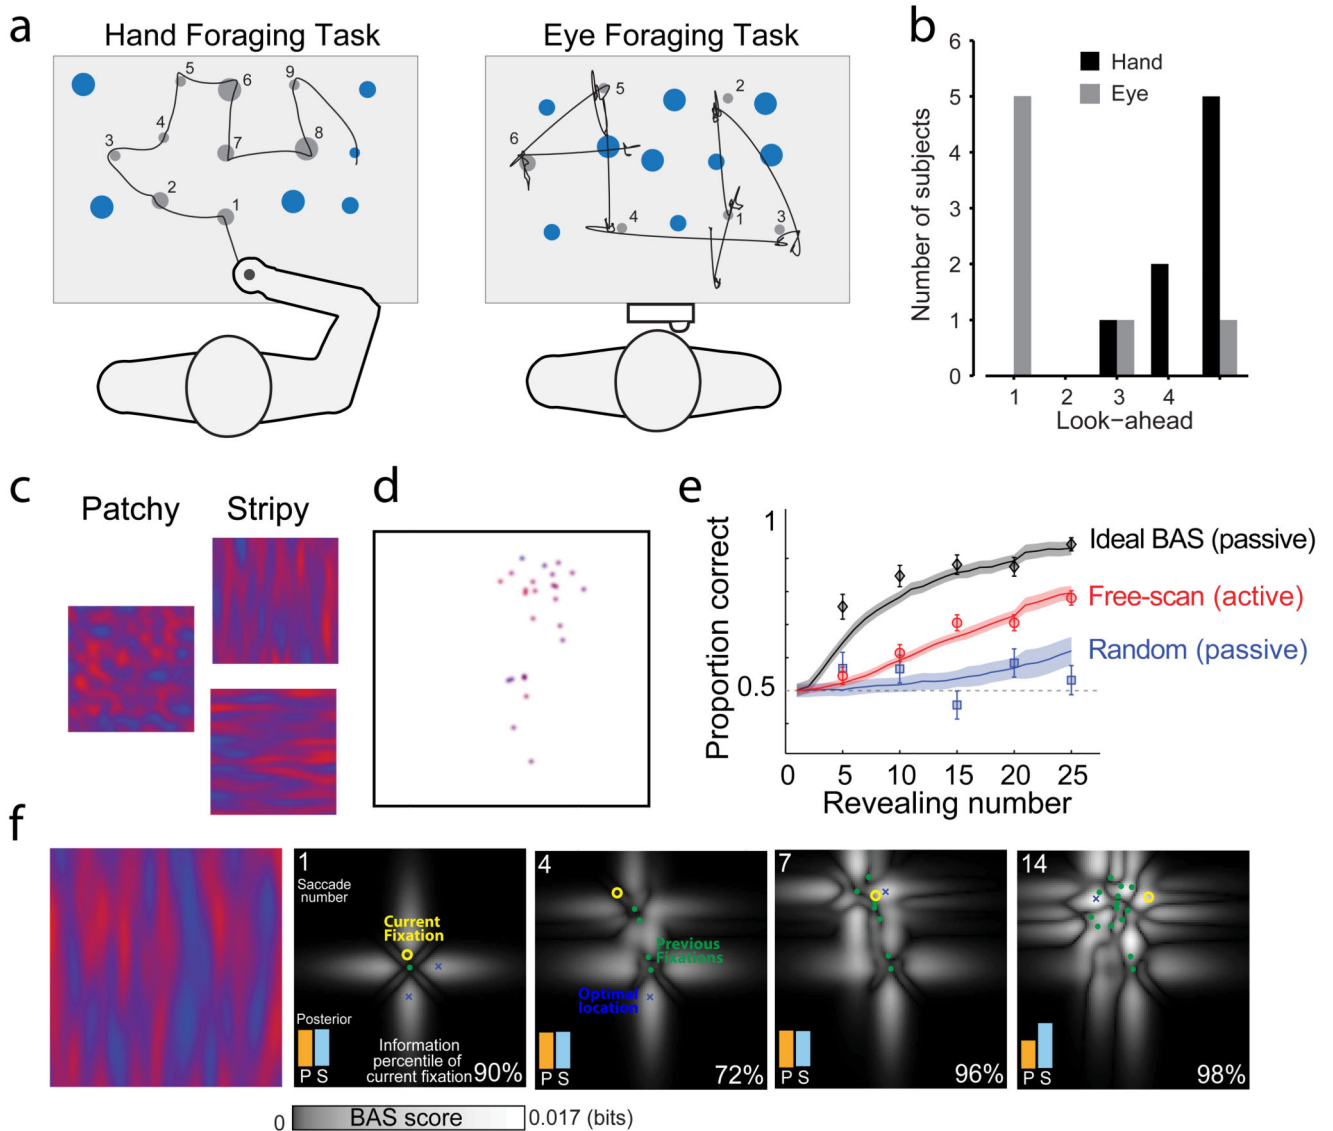 a
Hand Foraging Task
5
6
9
4
3
8
7
2
1
Eye Foraging Task
5
2
6
4
1
3
b
6
5
4
3
2
1
0
Number of subjects
Hand
Eye
1 2 3 4
Look-ahead
c
Patchy
Stripy
d
e
1
0.5
Proportion correct
Ideal BAS (passive)
Free-scan (active)
Random (passive)
0 5 10 15 20 25
Revealing number
f
1
Saccade
number
Current
Fixation
Posterior
P S
Information
percentile of
current fixation 90%
4
Previous
Fixations
Optimal
location
P S
72%
7
P S
96%
14
P S
98%
0
BAS score
0.017 (bits)